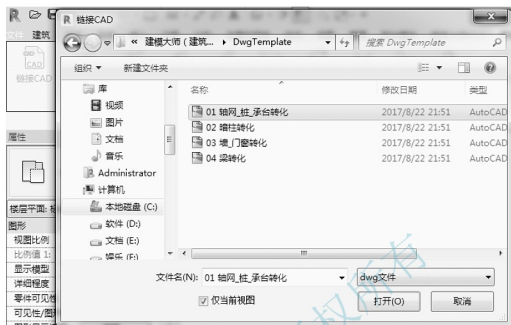 链接CAD
建筑
« 建模大师 (建筑... ▸ DwgTemplate
搜索 DwgTemplate
CAD
链接CAD
组织 ▼ 新建文件夹
库
视频
图片
文档
音乐
Administrator
计算机
本地磁盘 (C:)
软件 (D:)
文档 (E:)
娱乐 (F:)
名称 修改日期 类型
01 轴网_桩_承台转化 2017/8/22 21:51 AutoCAD
02 墙柱转化 2017/8/22 21:51 AutoCAD
03 墙_门窗转化 2017/8/22 21:51 AutoCAD
04 梁转化 2017/8/22 21:51 AutoCAD
属性
楼层平面:
图形
视图比例
比例值 1:
显示模型
详细程度
零件可见性
可见性/图
文件名(N): 01 轴网_桩_承台转化
dwg文件
仅当前视图
打开(O) 取消